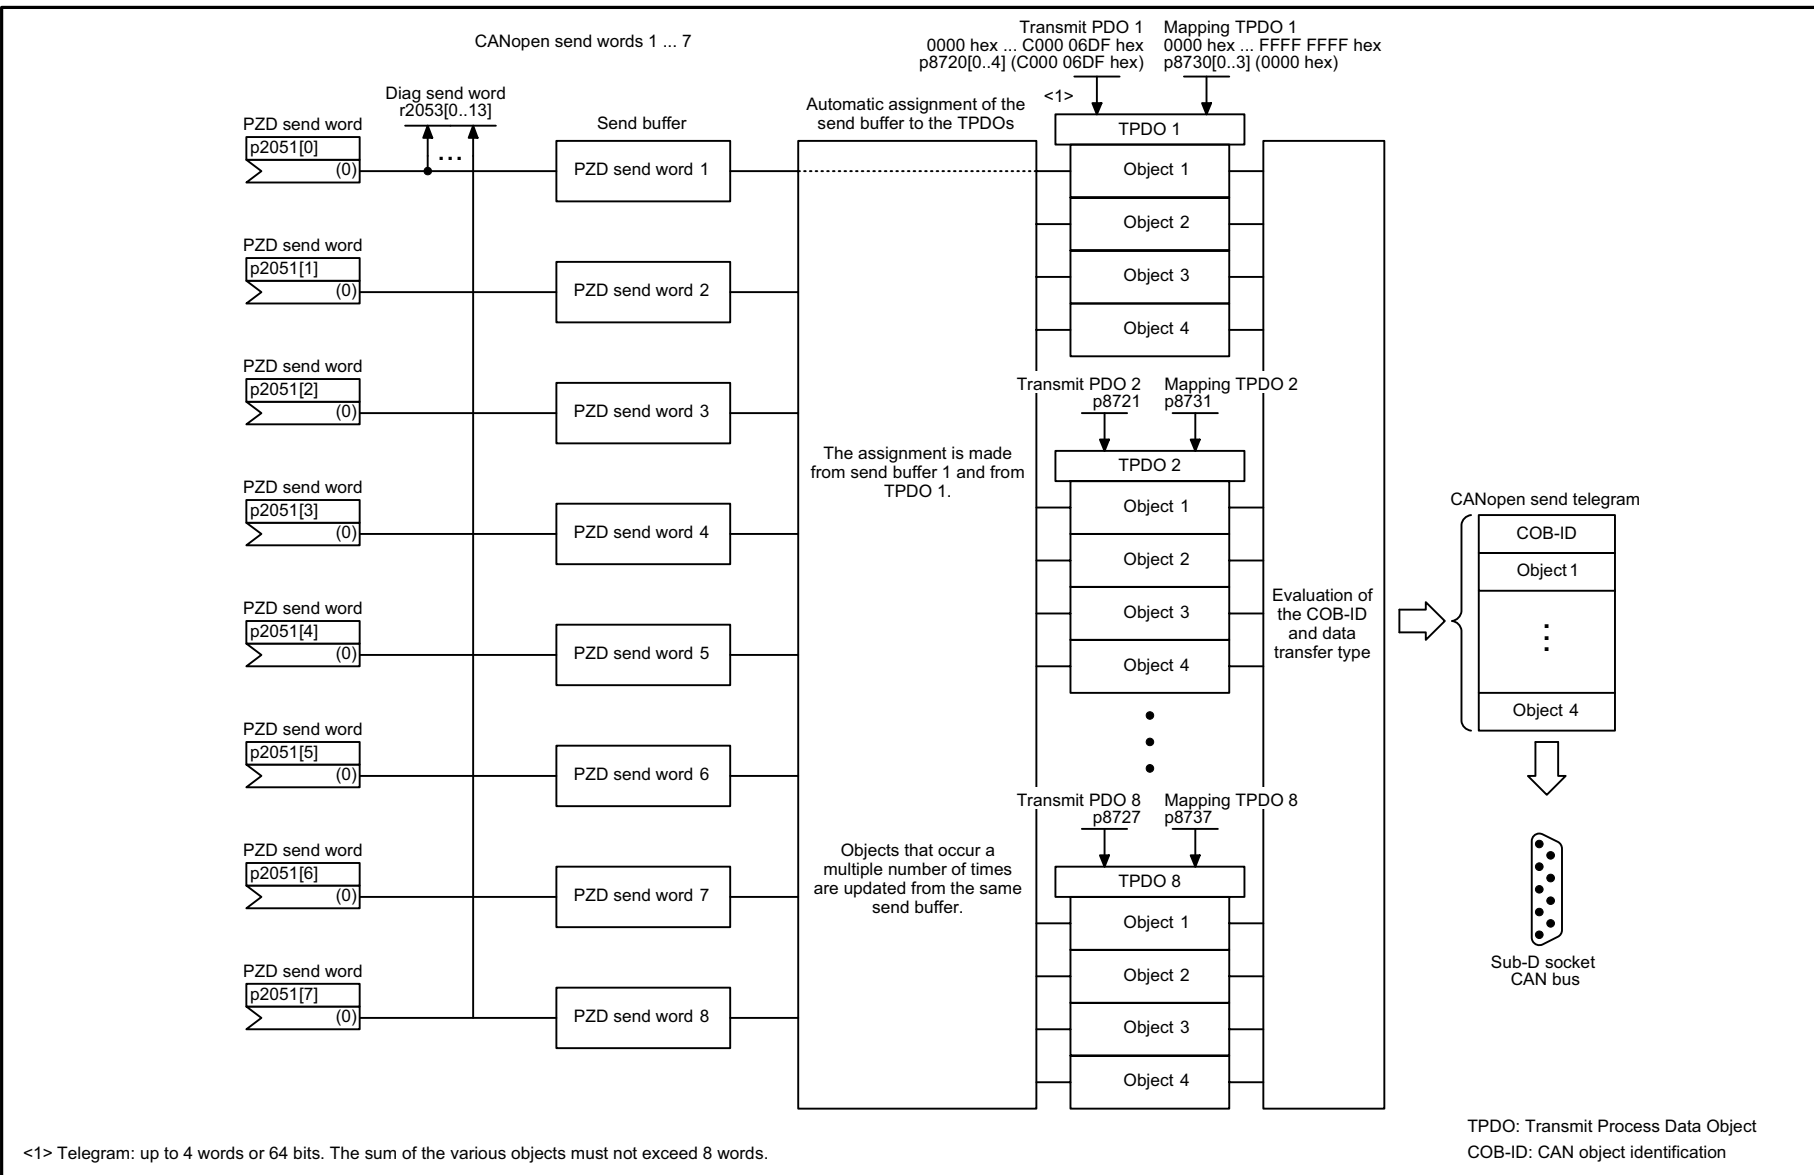 CANopen send words 1 ... 7
Diag send word
r2053[0..13]
Send buffer
PZD send word
p2051[0]
(0)
PZD send word 1
PZD send word
p2051[1]
(0)
PZD send word 2
PZD send word
p2051[2]
(0)
PZD send word 3
PZD send word
p2051[3]
(0)
PZD send word 4
PZD send word
p2051[4]
(0)
PZD send word 5
PZD send word
p2051[5]
(0)
PZD send word 6
PZD send word
p2051[6]
(0)
PZD send word 7
PZD send word
p2051[7]
(0)
PZD send word 8
...
Automatic assignment of the
send buffer to the TPDOs
The assignment is made
from send buffer 1 and from
TPDO 1.
Objects that occur a
multiple number of times
are updated from the same
send buffer.
Transmit PDO 1
0000 hex ... C000 06DF hex
p8720[0..4] (C000 06DF hex)
Mapping TPDO 1
0000 hex ... FFFF FFFF hex
p8730[0..3] (0000 hex)
<1>
TPDO 1
Object 1
Object 2
Object 3
Object 4
Transmit PDO 2
p8721
Mapping TPDO 2
p8731
TPDO 2
Object 1
Object 2
Object 3
Object 4
Transmit PDO 8
p8727
Mapping TPDO 8
p8737
TPDO 8
Object 1
Object 2
Object 3
Object 4
Evaluation of
the COB-ID
and data
transfer type
CANopen send telegram
COB-ID
Object 1
Object 4
Sub-D socket
CAN bus
TPDO: Transmit Process Data Object
COB-ID: CAN object identification
<1> Telegram: up to 4 words or 64 bits. The sum of the various objects must not exceed 8 words.